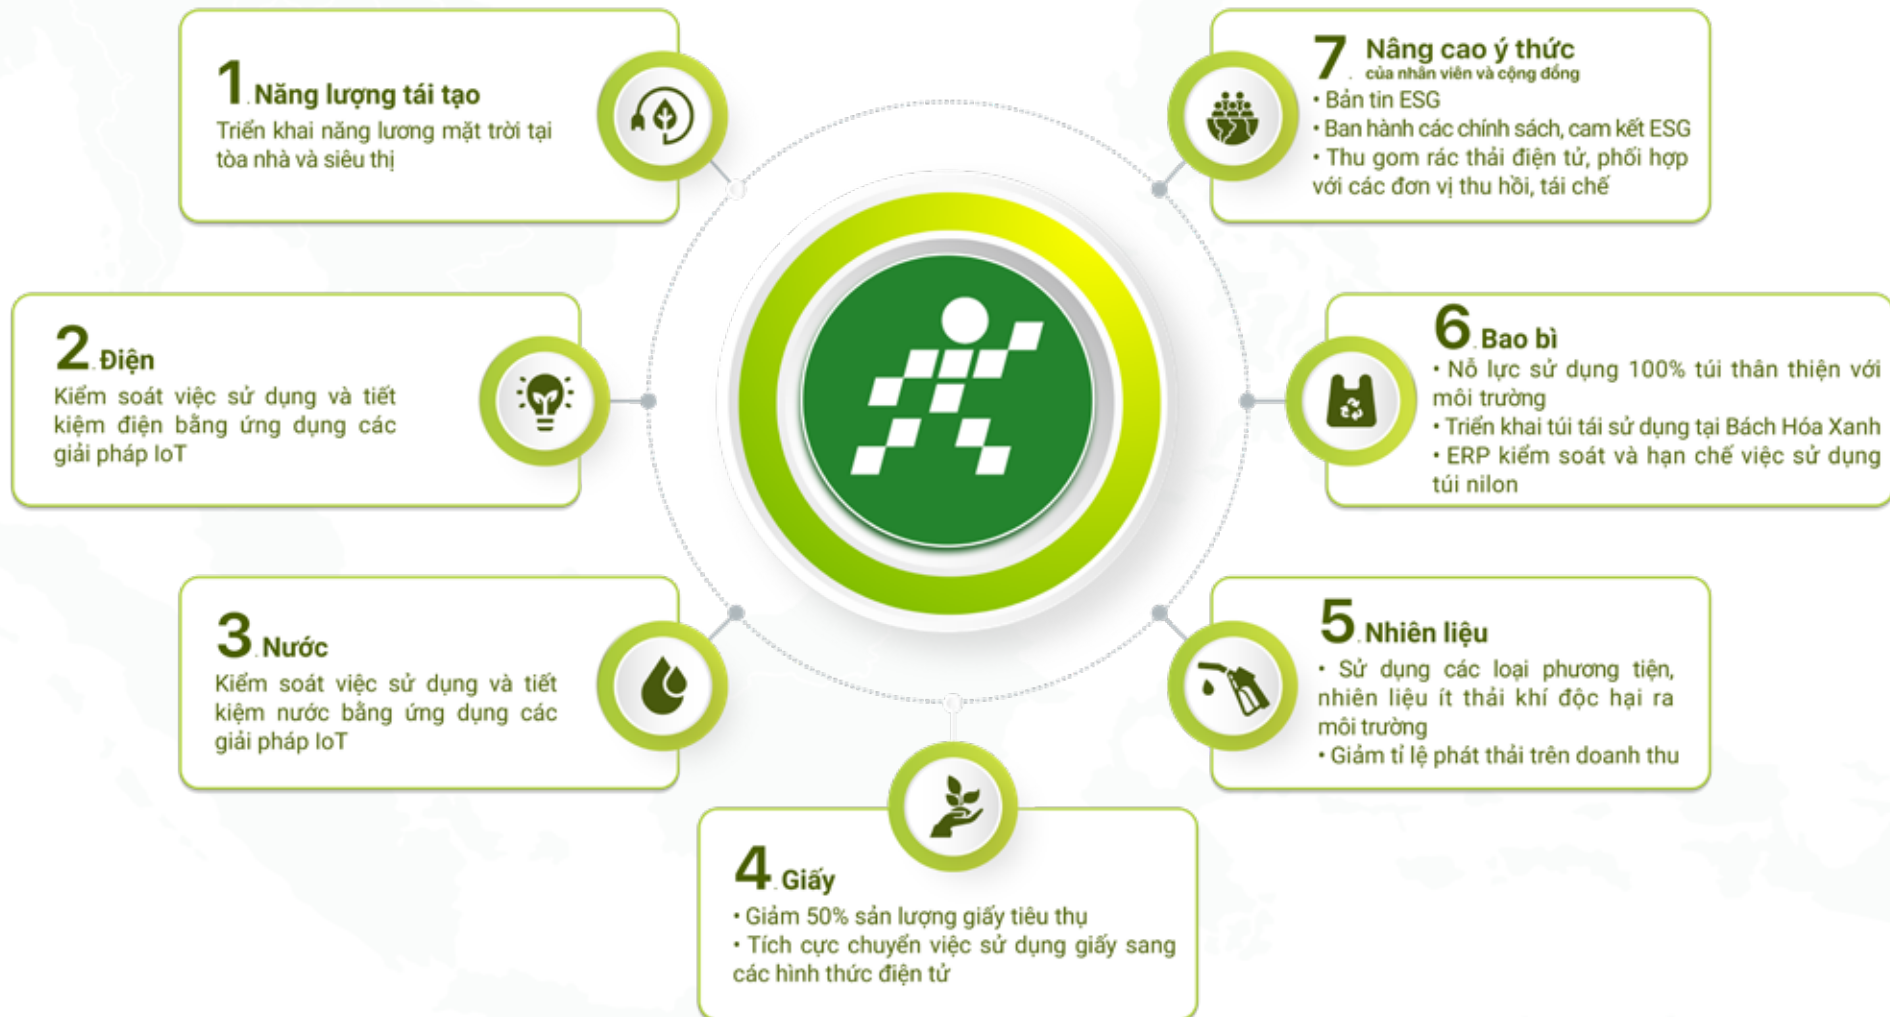 1. Năng lượng tái tạo
Triển khai năng lương mặt trời tại
tòa nhà và siêu thị
2. Điện
Kiểm soát việc sử dụng và tiết
kiệm điện bằng ứng dụng các
giải pháp IoT
3. Nước
Kiểm soát việc sử dụng và tiết
kiệm nước bằng ứng dụng các
giải pháp IoT
4. Giấy
• Giảm 50% sản lượng giấy tiêu thụ
• Tích cực chuyển việc sử dụng giấy sang
các hình thức điện tử
5. Nhiên liệu
• Sử dụng các loại phương tiện,
nhiên liệu ít thải khí độc hại ra
môi trường
• Giảm tỉ lệ phát thải trên doanh thu
6. Bao bì
• Nỗ lực sử dụng 100% túi thân thiện với
môi trường
• Triển khai túi tái sử dụng tại Bách Hóa Xanh
• ERP kiểm soát và hạn chế việc sử dụng
túi nilon
7. Nâng cao ý thức
của nhân viên và cộng đồng
• Bản tin ESG
• Ban hành các chính sách, cam kết ESG
• Thu gom rác thải điện tử, phối hợp
với các đơn vị thu hồi, tái chế